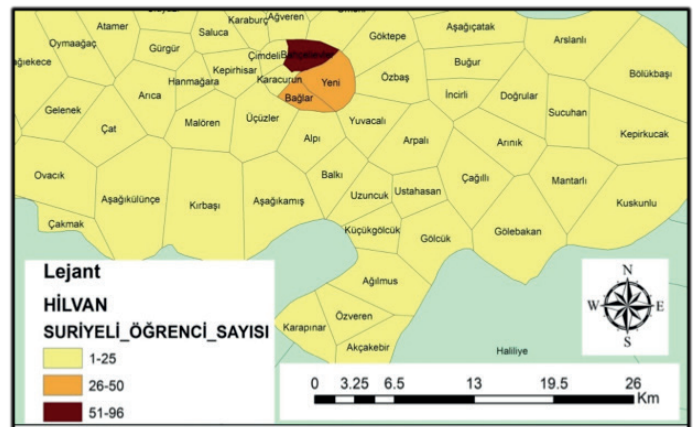 Ağveren
Karaburç
Atamer
Saluca
Göktepe
Aşağıçatak
Arslanlı
Oymaağaç
Gürgür
Çimdeli
Buğur
Bölükbaşı
Kepirhisar
Karacurun
Yeni
Özbaş
Hanmağara
Arıca
Bağlar
İncirli
Doğrular
Gelenek
Sucuhan
Malören
Üçüzler
Yuvacalı
Çat
Alpı
Arpalı
Arınık
Kepirkucak
Ovacık
Balkı
Çağıllı
Mantarlı
Uzuncuk
Ustahasan
Aşağıkülünçe
Kırbaşı
Aşağıkamış
Kuskunlu
Çakmak
Küçükgölcük
Gölcük
Gölebakan
Lejant
HİLVAN
SURİYELİ_ÖĞRENCİ_SAYISI
1-25
26-50
51-96
Ağılmus
Özveren
Karapınar
Akçakebir
Haliliye
N
W
E
S
0 3.25 6.5 13 19.5 26
Km